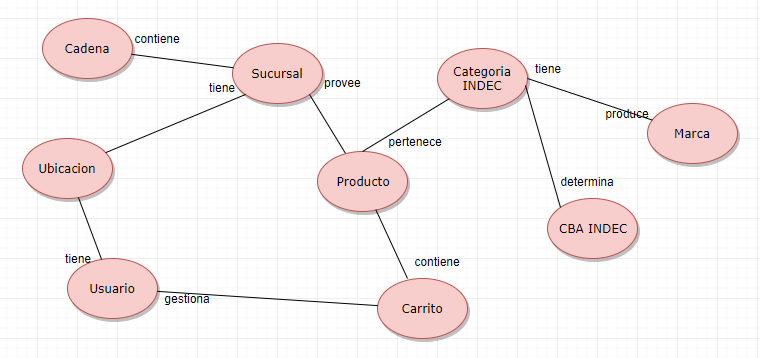 Cadena
contiene
Sucursal
tiene
provee
Categoria
INDEC
tiene
produce
Marca
pertenece
Ubicacion
Producto
determina
CBA INDEC
tiene
contiene
Usuario
gestiona
Carrito